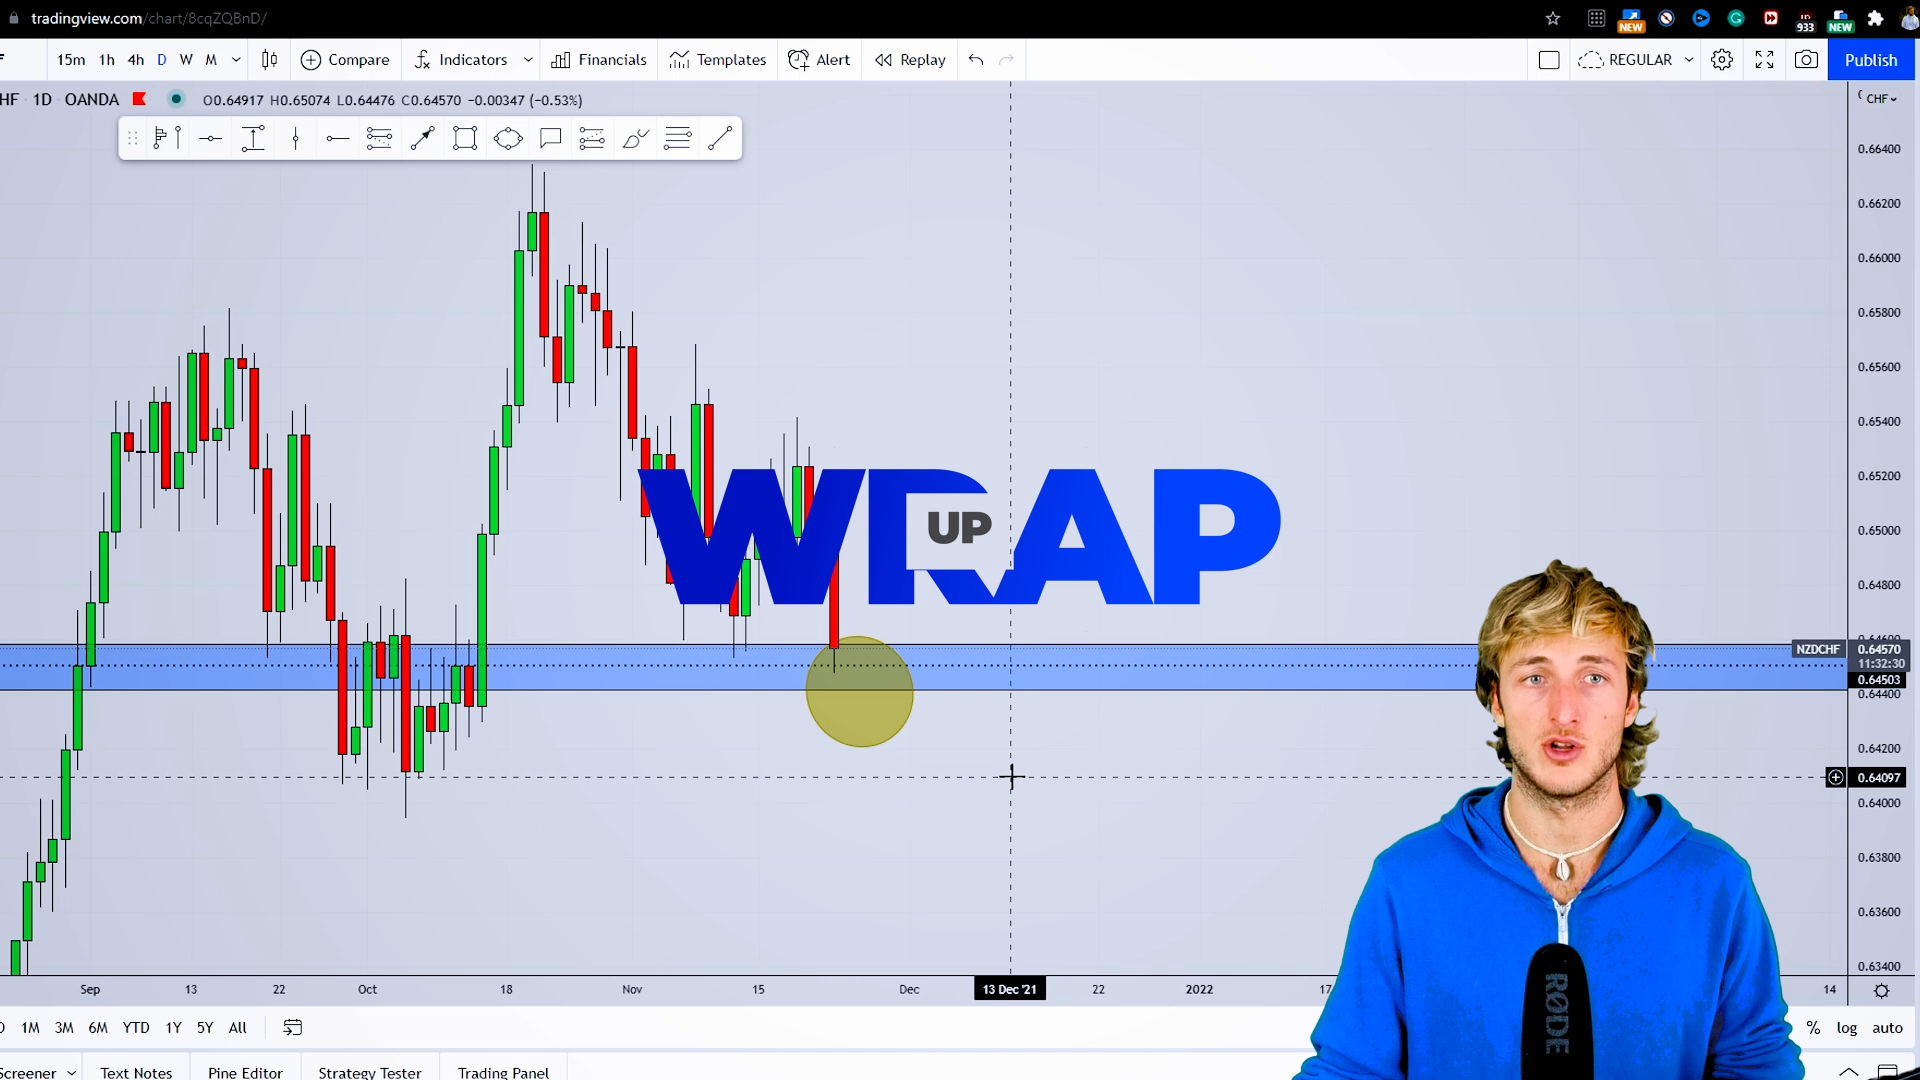 tradingview.com/chart/8cqZQBnD/
NEW
933
NEW
15m 1h 4h D W M
Compare
Indicators
Financials
Templates
Alert
Replay
REGULAR
Publish
HF 1D OANDA
O0.64917 H0.65074 L0.64476 C0.64570 −0.00347 (−0.53%)
CHF
0.66400
0.66200
0.66000
0.65800
0.65600
0.65400
0.65200
0.65000
0.64800
0.64600
NZDCHF 0.64570
11:32:30
0.64503
0.64400
0.64200
0.64097
0.64000
0.63800
0.63600
0.63400
WRAP
UP
RØDE
Sep 13 22 Oct 18 Nov 15 Dec 13 Dec '21 22 2022 17 14
1M 3M 6M YTD 1Y 5Y All
% log auto
Screener Text Notes Pine Editor Strategy Tester Trading Panel